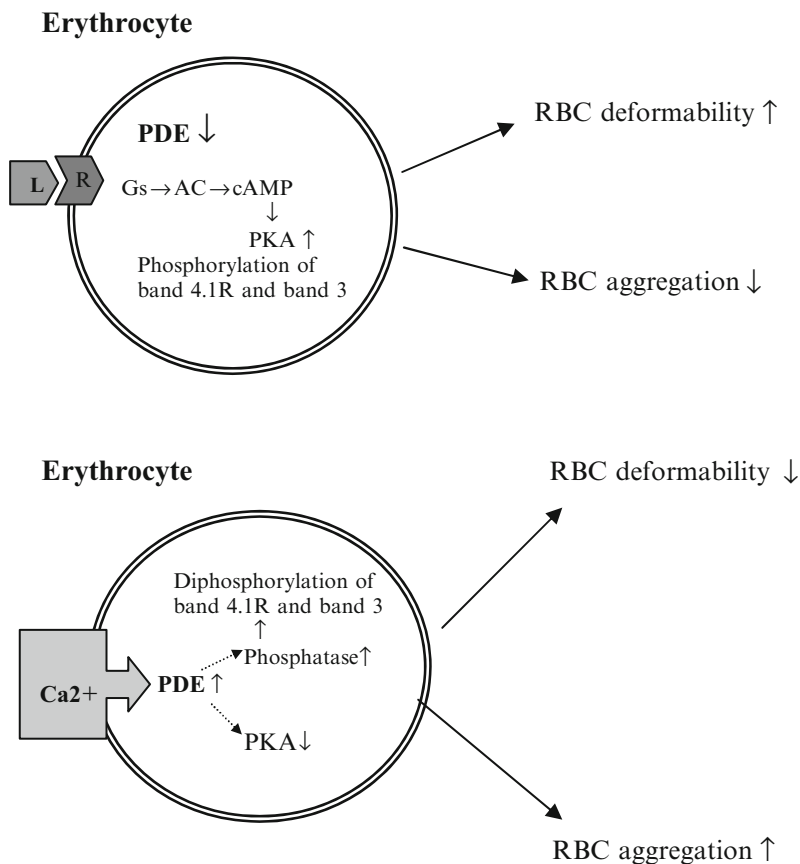 Erythrocyte
PDE ↓
RBC deformability ↑
L
R
Gs→AC→cAMP
↓
PKA ↑
Phosphorylation of
band 4.1R and band 3
RBC aggregation ↓
Erythrocyte
RBC deformability ↓
Diphosphorylation of
band 4.1R and band 3
↑
Phosphatase↑
Ca2+
PDE ↑
PKA↓
RBC aggregation ↑